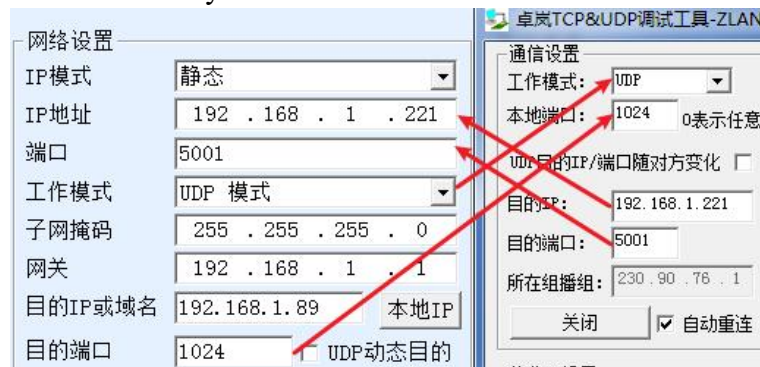 网络设置
IP模式 静态
IP地址 192 . 168 . 1 . 221
端口 5001
工作模式 UDP 模式
子网掩码 255 . 255 . 255 . 0
网关 192 . 168 . 1 . 1
目的IP或域名 192.168.1.89 本地IP
目的端口 1024 UDP动态目的
卓岚TCP&UDP调试工具-ZLAN
通信设置
工作模式: UDP
本地端口: 1024 0表示任意
UDP目的IP/端口随对方变化
目的IP: 192.168.1.221
目的端口: 5001
所在组播组: 230 . 90 . 76 . 1
关闭 自动重连